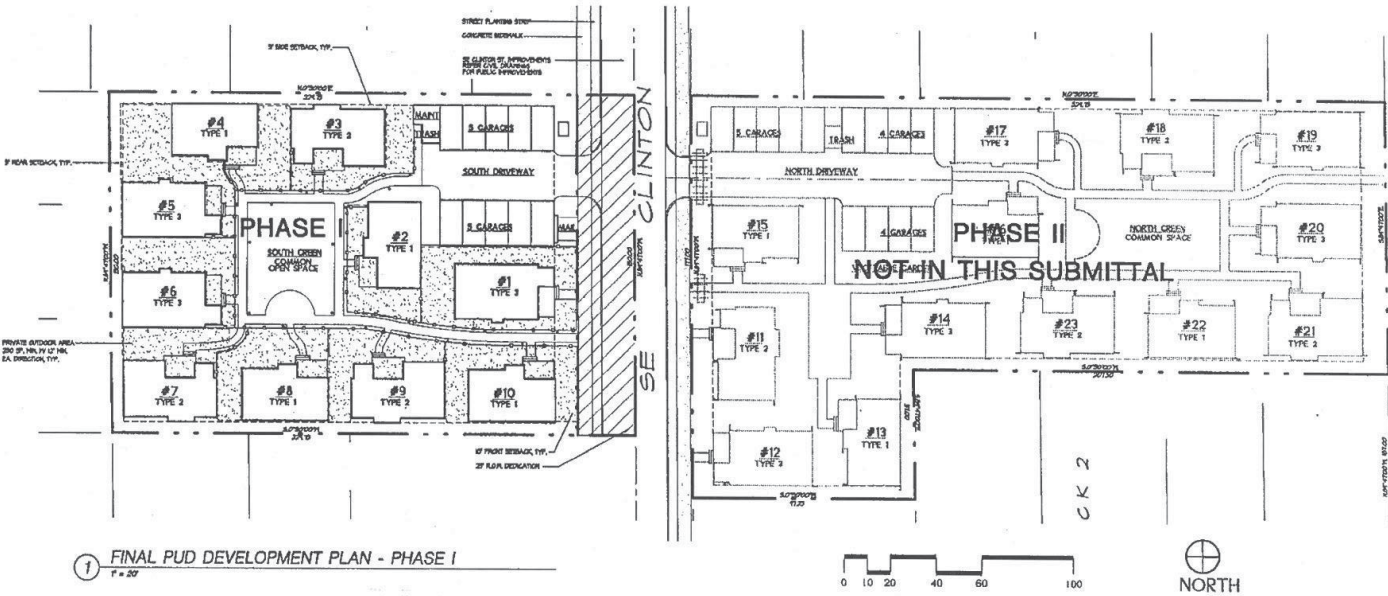 STREET PLANTING STRIP
CONCRETE SIDEWALK
SE CLINTON ST. IMPROVEMENTS
REFER CIVIL DRAWINGS
FOR PUBLIC IMPROVEMENTS
5' SIDE SETBACK, TYP.
5' REAR SETBACK, TYP.
#4
TYPE 1
#3
TYPE 2
MAINT
TRASH
5 GARAGES
SOUTH DRIVEWAY
5 GARAGES
#5
TYPE 3
PHASE I
SOUTH GREEN
COMMON
OPEN SPACE
#2
TYPE 1
#1
TYPE 3
#6
TYPE 3
PRIVATE OUTDOOR AREA
#7
TYPE 2
#8
TYPE 1
#9
TYPE 2
#10
TYPE 1
10' FRONT SETBACK, TYP.
25' R.O.W. DEDICATION
SE CLINTON
5 GARAGES
TRASH
4 GARAGES
NORTH DRIVEWAY
4 GARAGES
#17
TYPE 3
#18
TYPE 2
#19
TYPE 3
#15
TYPE 1
PHASE II
NORTH GREEN
COMMON SPACE
#20
TYPE 3
NOT IN THIS SUBMITTAL
#11
TYPE 2
#14
TYPE 3
#23
TYPE 2
#22
TYPE 1
#21
TYPE 2
#12
TYPE 3
#13
TYPE 1
CK 2
1
FINAL PUD DEVELOPMENT PLAN - PHASE I
1" = 20'
0 10 20 40 60 100
NORTH